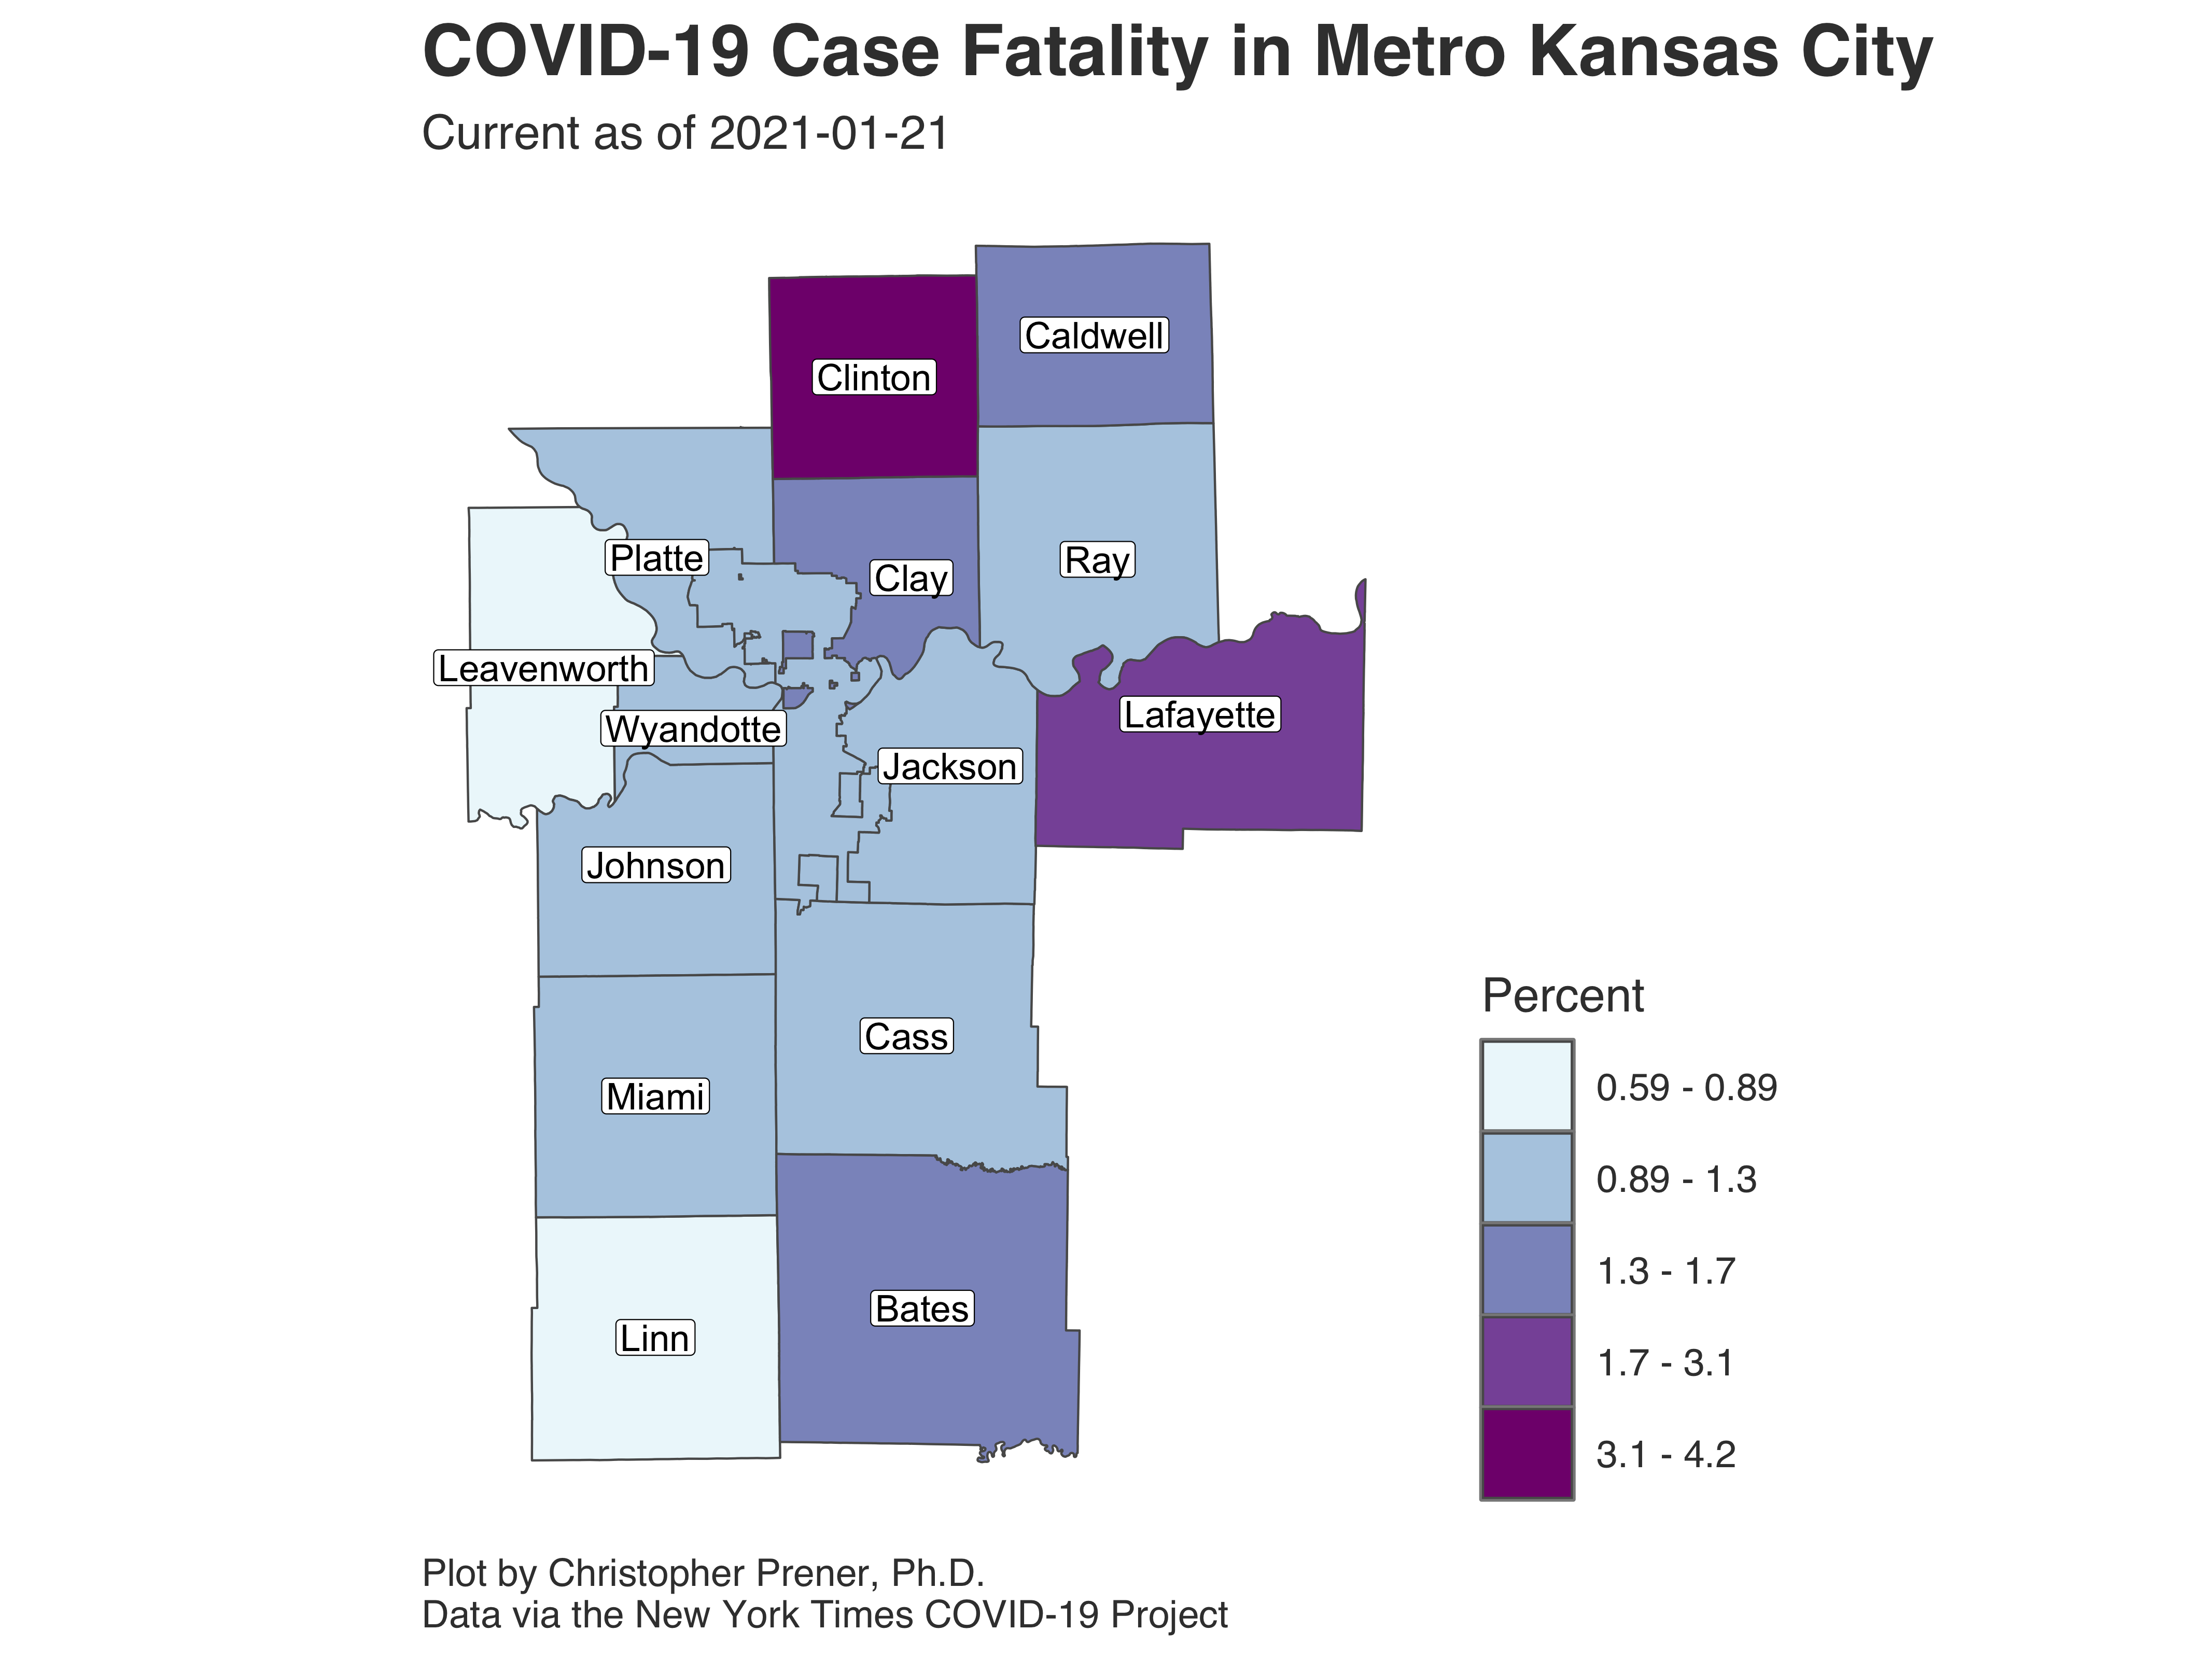 COVID-19 Case Fatality in Metro Kansas City
Current as of 2021-01-21
Caldwell
Clinton
Platte
Clay
Ray
Leavenworth
Lafayette
Wyandotte
Jackson
Johnson
Cass
Miami
Bates
Linn
Percent
0.59 - 0.89
0.89 - 1.3
1.3 - 1.7
1.7 - 3.1
3.1 - 4.2
Plot by Christopher Prener, Ph.D.
Data via the New York Times COVID-19 Project